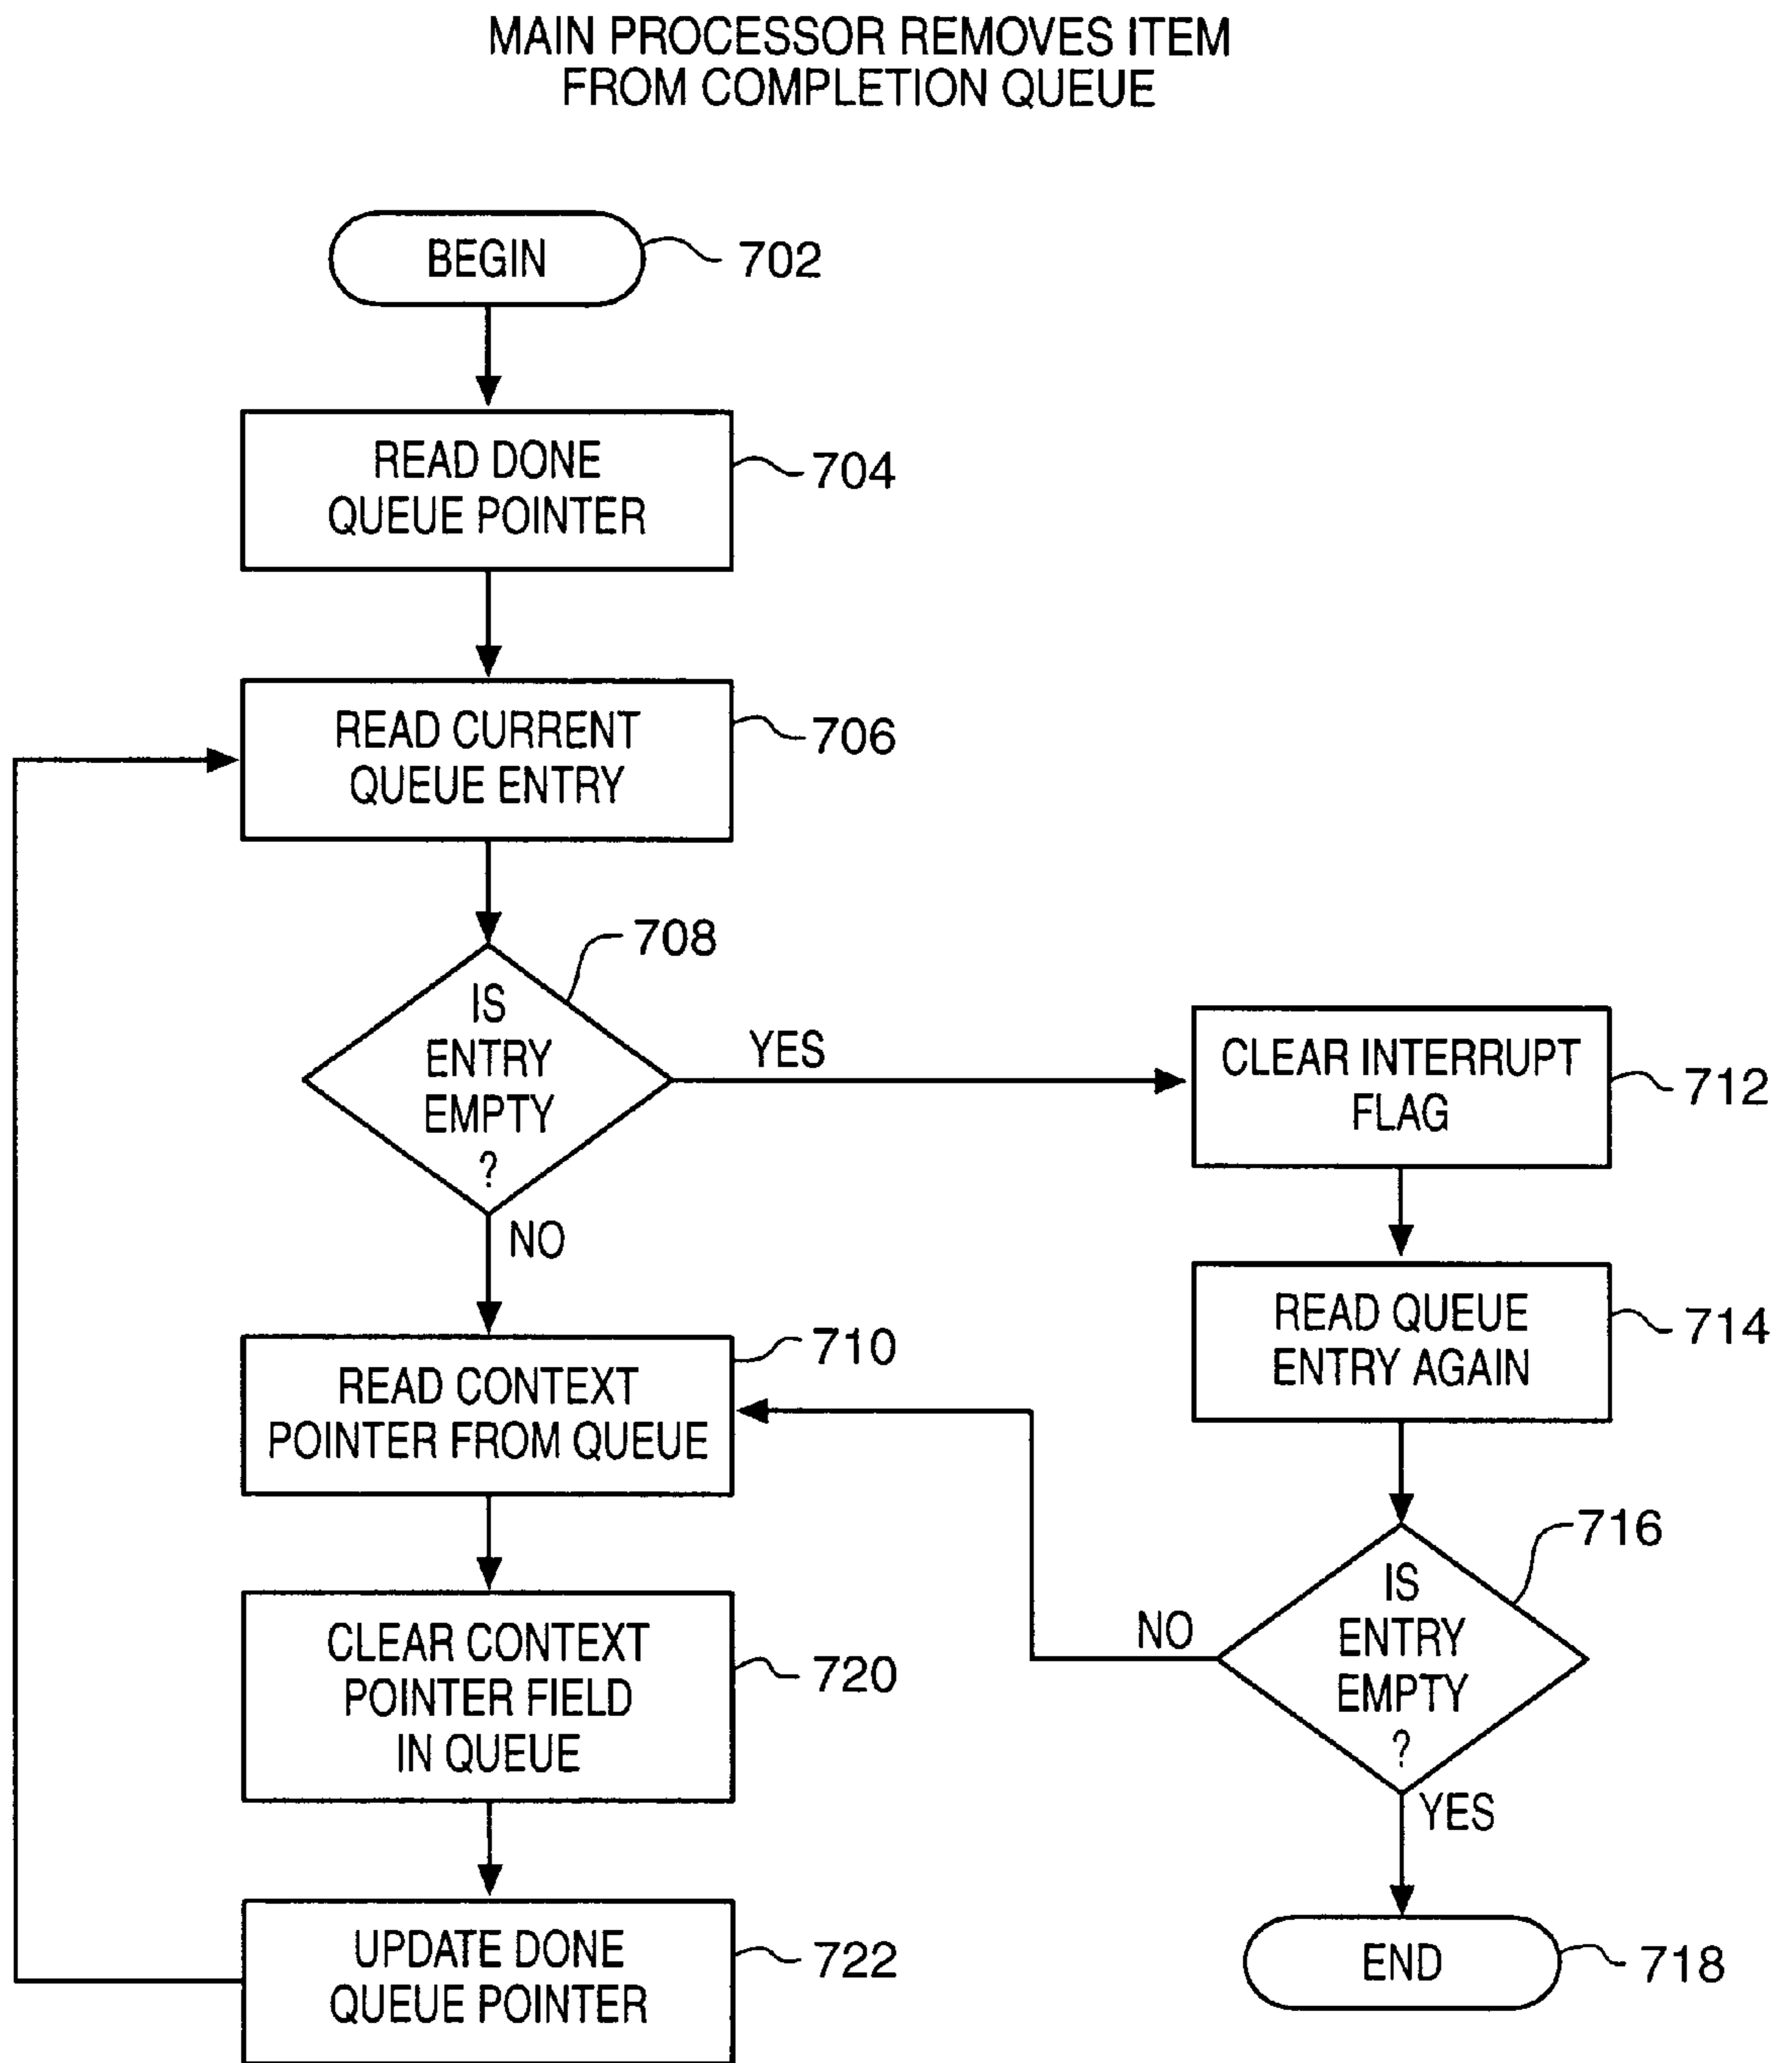 MAIN PROCESSOR REMOVES ITEM
FROM COMPLETION QUEUE
BEGIN
702
READ DONE
QUEUE POINTER
704
READ CURRENT
QUEUE ENTRY
706
708
IS
ENTRY
EMPTY
?
YES
NO
CLEAR INTERRUPT
FLAG
712
READ QUEUE
ENTRY AGAIN
714
710
READ CONTEXT
POINTER FROM QUEUE
716
IS
ENTRY
EMPTY
?
NO
YES
CLEAR CONTEXT
POINTER FIELD
IN QUEUE
720
UPDATE DONE
QUEUE POINTER
722
END
718